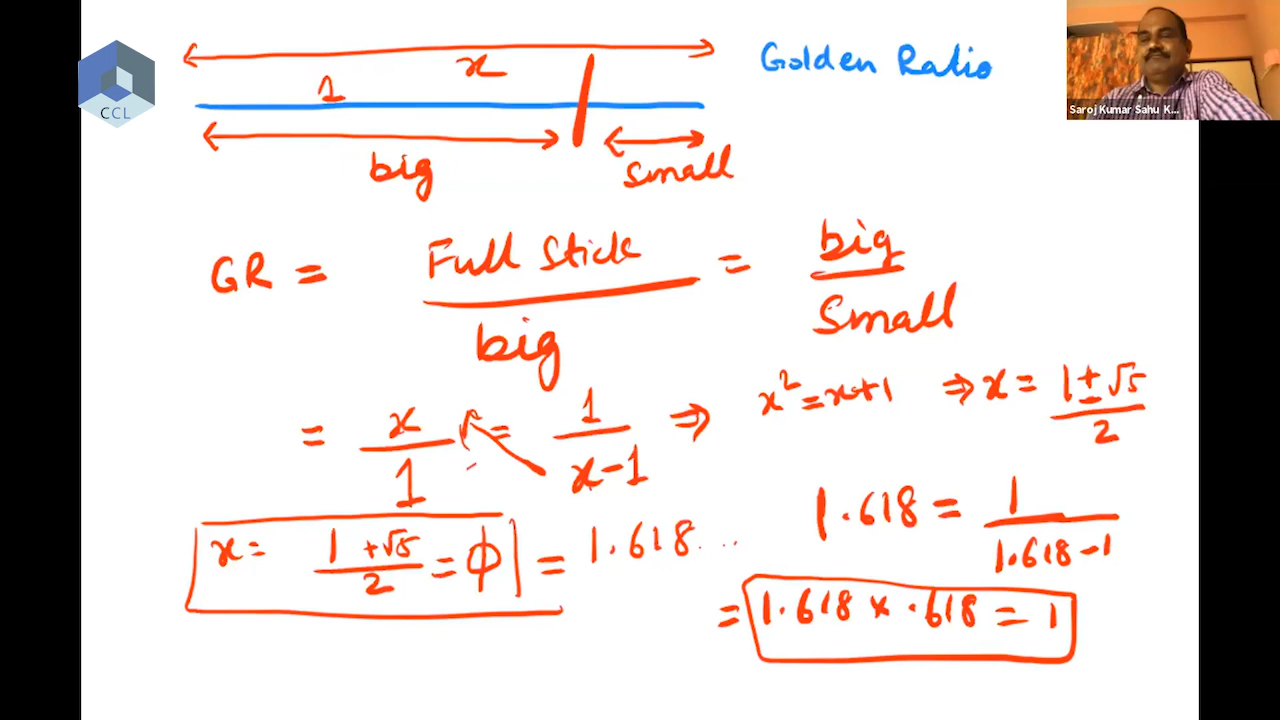 Golden Ratio
x
1
CCL
Saroj Kumar Sahu K...
big
small
GR = Full Stick / big = big / Small
= x/1 = 1/(x-1) ⇒ x² = x+1 ⇒ x = (1±√5)/2
x = (1+√5)/2 = φ = 1.618...
1.618 = 1/(1.618-1)
= 1.618 × .618 = 1